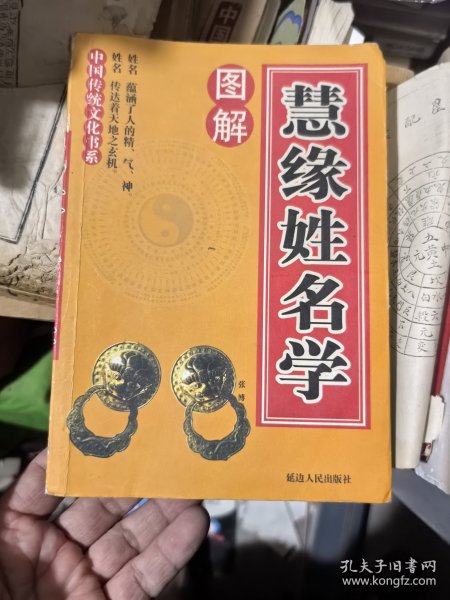 中国传统文化书系
姓名 蕴涵了人的精、气、神。
姓名 传达着天地之玄机。
图解
慧缘姓名学
张博
延边人民出版社
孔夫子旧书网
www.kongfz.com